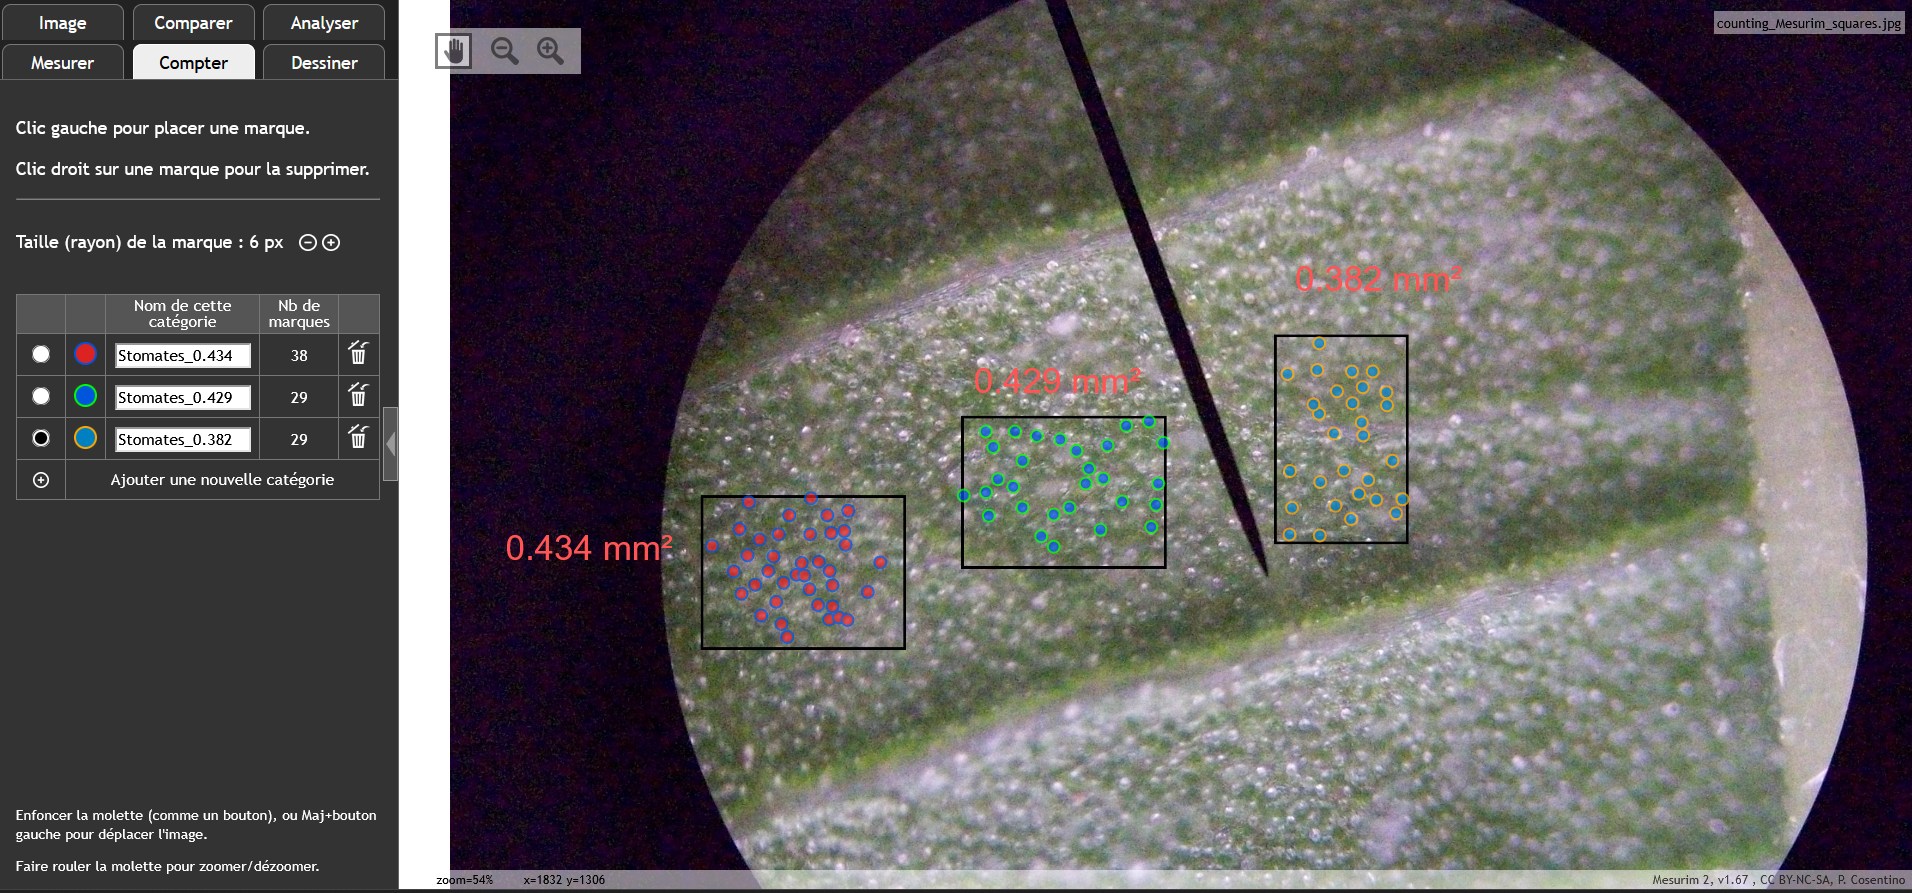 Image
Comparer
Analyser
Mesurer
Compter
Dessiner
Clic gauche pour placer une marque.
Clic droit sur une marque pour la supprimer.
Taille (rayon) de la marque : 6 px
Nom de cette catégorie
Nb de marques
Stomates_0.434
38
Stomates_0.429
29
Stomates_0.382
29
Ajouter une nouvelle catégorie
Enfoncer la molette (comme un bouton), ou Maj+bouton
gauche pour déplacer l'image.
Faire rouler la molette pour zoomer/dézoomer.
counting_Mesurim_squares.jpg
0.382 mm²
0.429 mm²
0.434 mm²
zoom=54%
x=1832 y=1306
Mesurim 2, v1.67 , CC BY-NC-SA, P. Cosentino